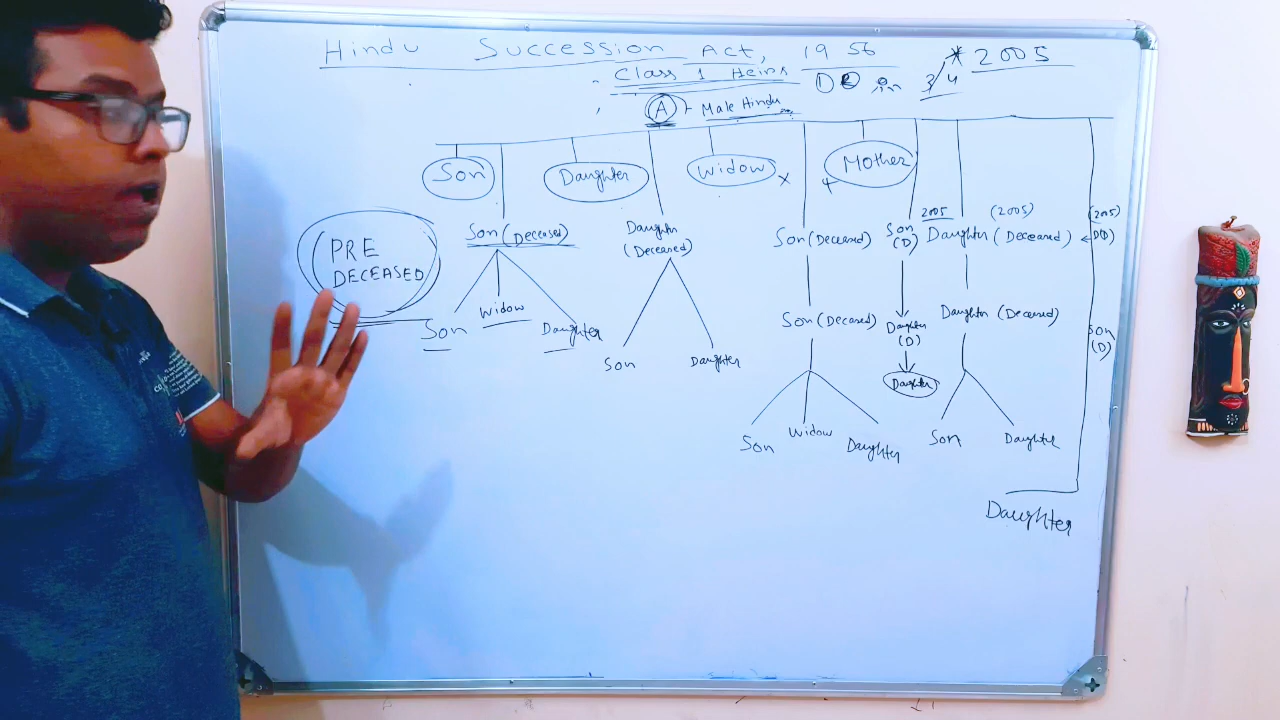 Hindu Succession Act, 1956
* 2005
Class 1 Heirs
in 3/4
A - Male Hindu
Son
Daughter
Widow
x
+
Mother
PRE
DECEASED
Son (Deceased)
Son
Widow
Daughter
Daughter
(Deceased)
Son
Daughter
Son (Deceased)
Son (Deceased)
Son
Widow
Daughter
Son
(D)
Daughter
(D)
Daughter
2005
(2005)
Daughter (Deceased)
Daughter (Deceased)
Son
Daughter
(2005)
D(D)
Son
(D)
Daughter